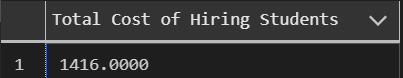 Total Cost of Hiring Students
1 1416.0000